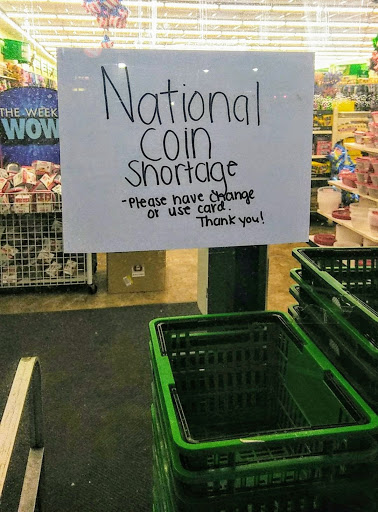 THE WEEK
WOW
National
coin
shortage
-Please have change
or use card.
Thank you!